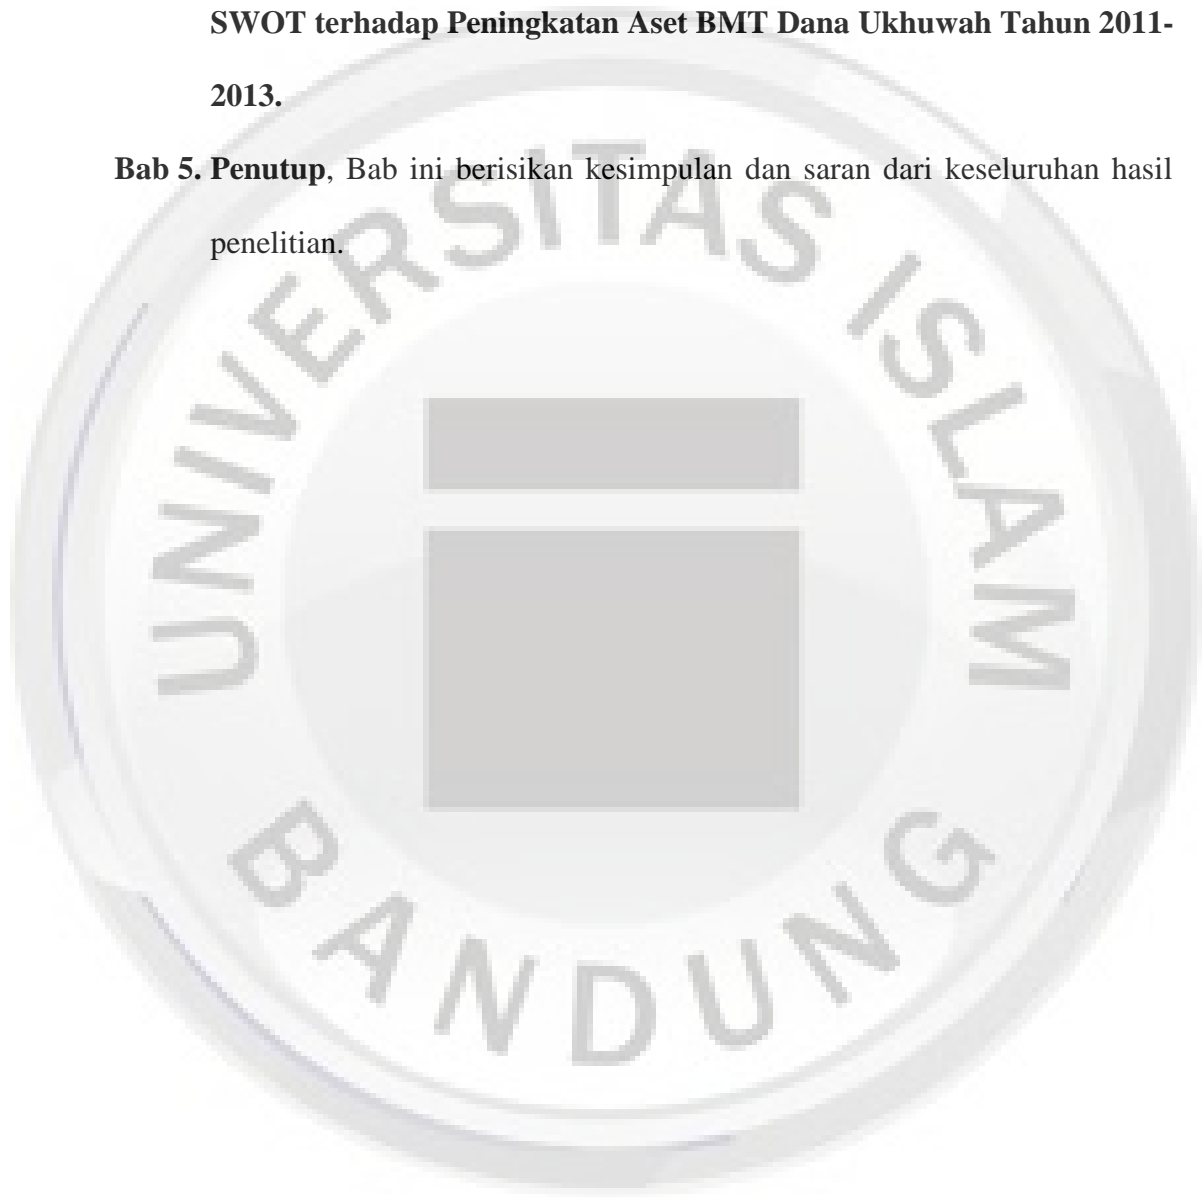 SWOT terhadap Peningkatan Aset BMT Dana Ukhuwah Tahun 2011-
2013.
Bab 5. Penutup, Bab ini berisikan kesimpulan dan saran dari keseluruhan hasil
penelitian.
UNIVERSITAS ISLAM
BANDUNG